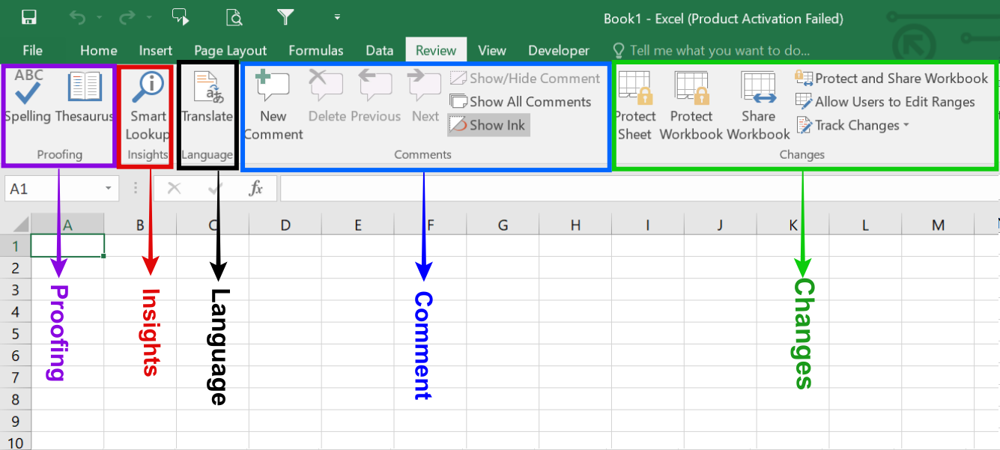 Book1 - Excel (Product Activation Failed)
File Home Insert Page Layout Formulas Data Review View Developer Tell me what you want to do...
ABC
Spelling Thesaurus
Proofing
Smart
Lookup
Insights
Translate
Language
New
Comment
Delete Previous Next
Show/Hide Comment
Show All Comments
Show Ink
Comments
Protect
Sheet
Protect
Workbook
Share
Workbook
Protect and Share Workbook
Allow Users to Edit Ranges
Track Changes
Changes
A1 fx
A B C D E F G H I J K L M
1
2
3
4
5
6
7
8
9
10
Proofing
Insights
Language
Comment
Changes